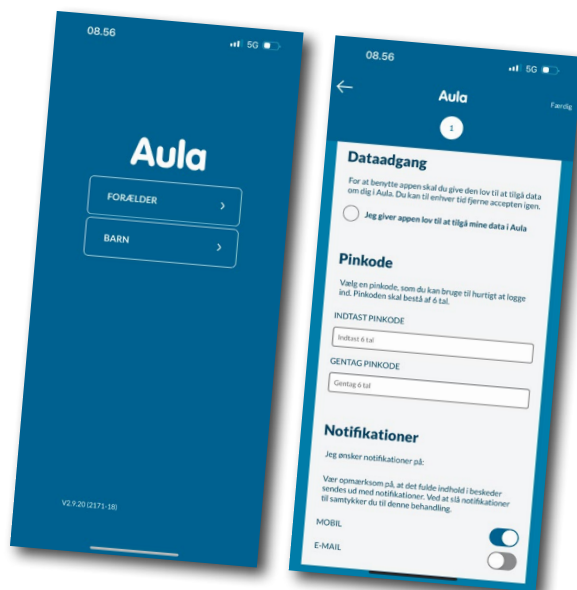 08.56
5G
Aula
FORÆLDER
BARN
V2.9.20 (2171-18)
08.56
5G
Aula
Færdig
1
Dataadgang
For at benytte appen skal du give den lov til at tilgå data
om dig i Aula. Du kan til enhver tid fjerne accepten igen.
Jeg giver appen lov til at tilgå mine data i Aula
Pinkode
Vælg en pinkode, som du kan bruge til hurtigt at logge
ind. Pinkoden skal bestå af 6 tal.
INDTAST PINKODE
Indtast 6 tal
GENTAG PINKODE
Gentag 6 tal
Notifikationer
Jeg ønsker notifikationer på:
Vær opmærksom på, at det fulde indhold i beskeder
sendes ud med notifikationer. Ved at slå notifikationer
til samtykker du til denne behandling.
MOBIL
E-MAIL